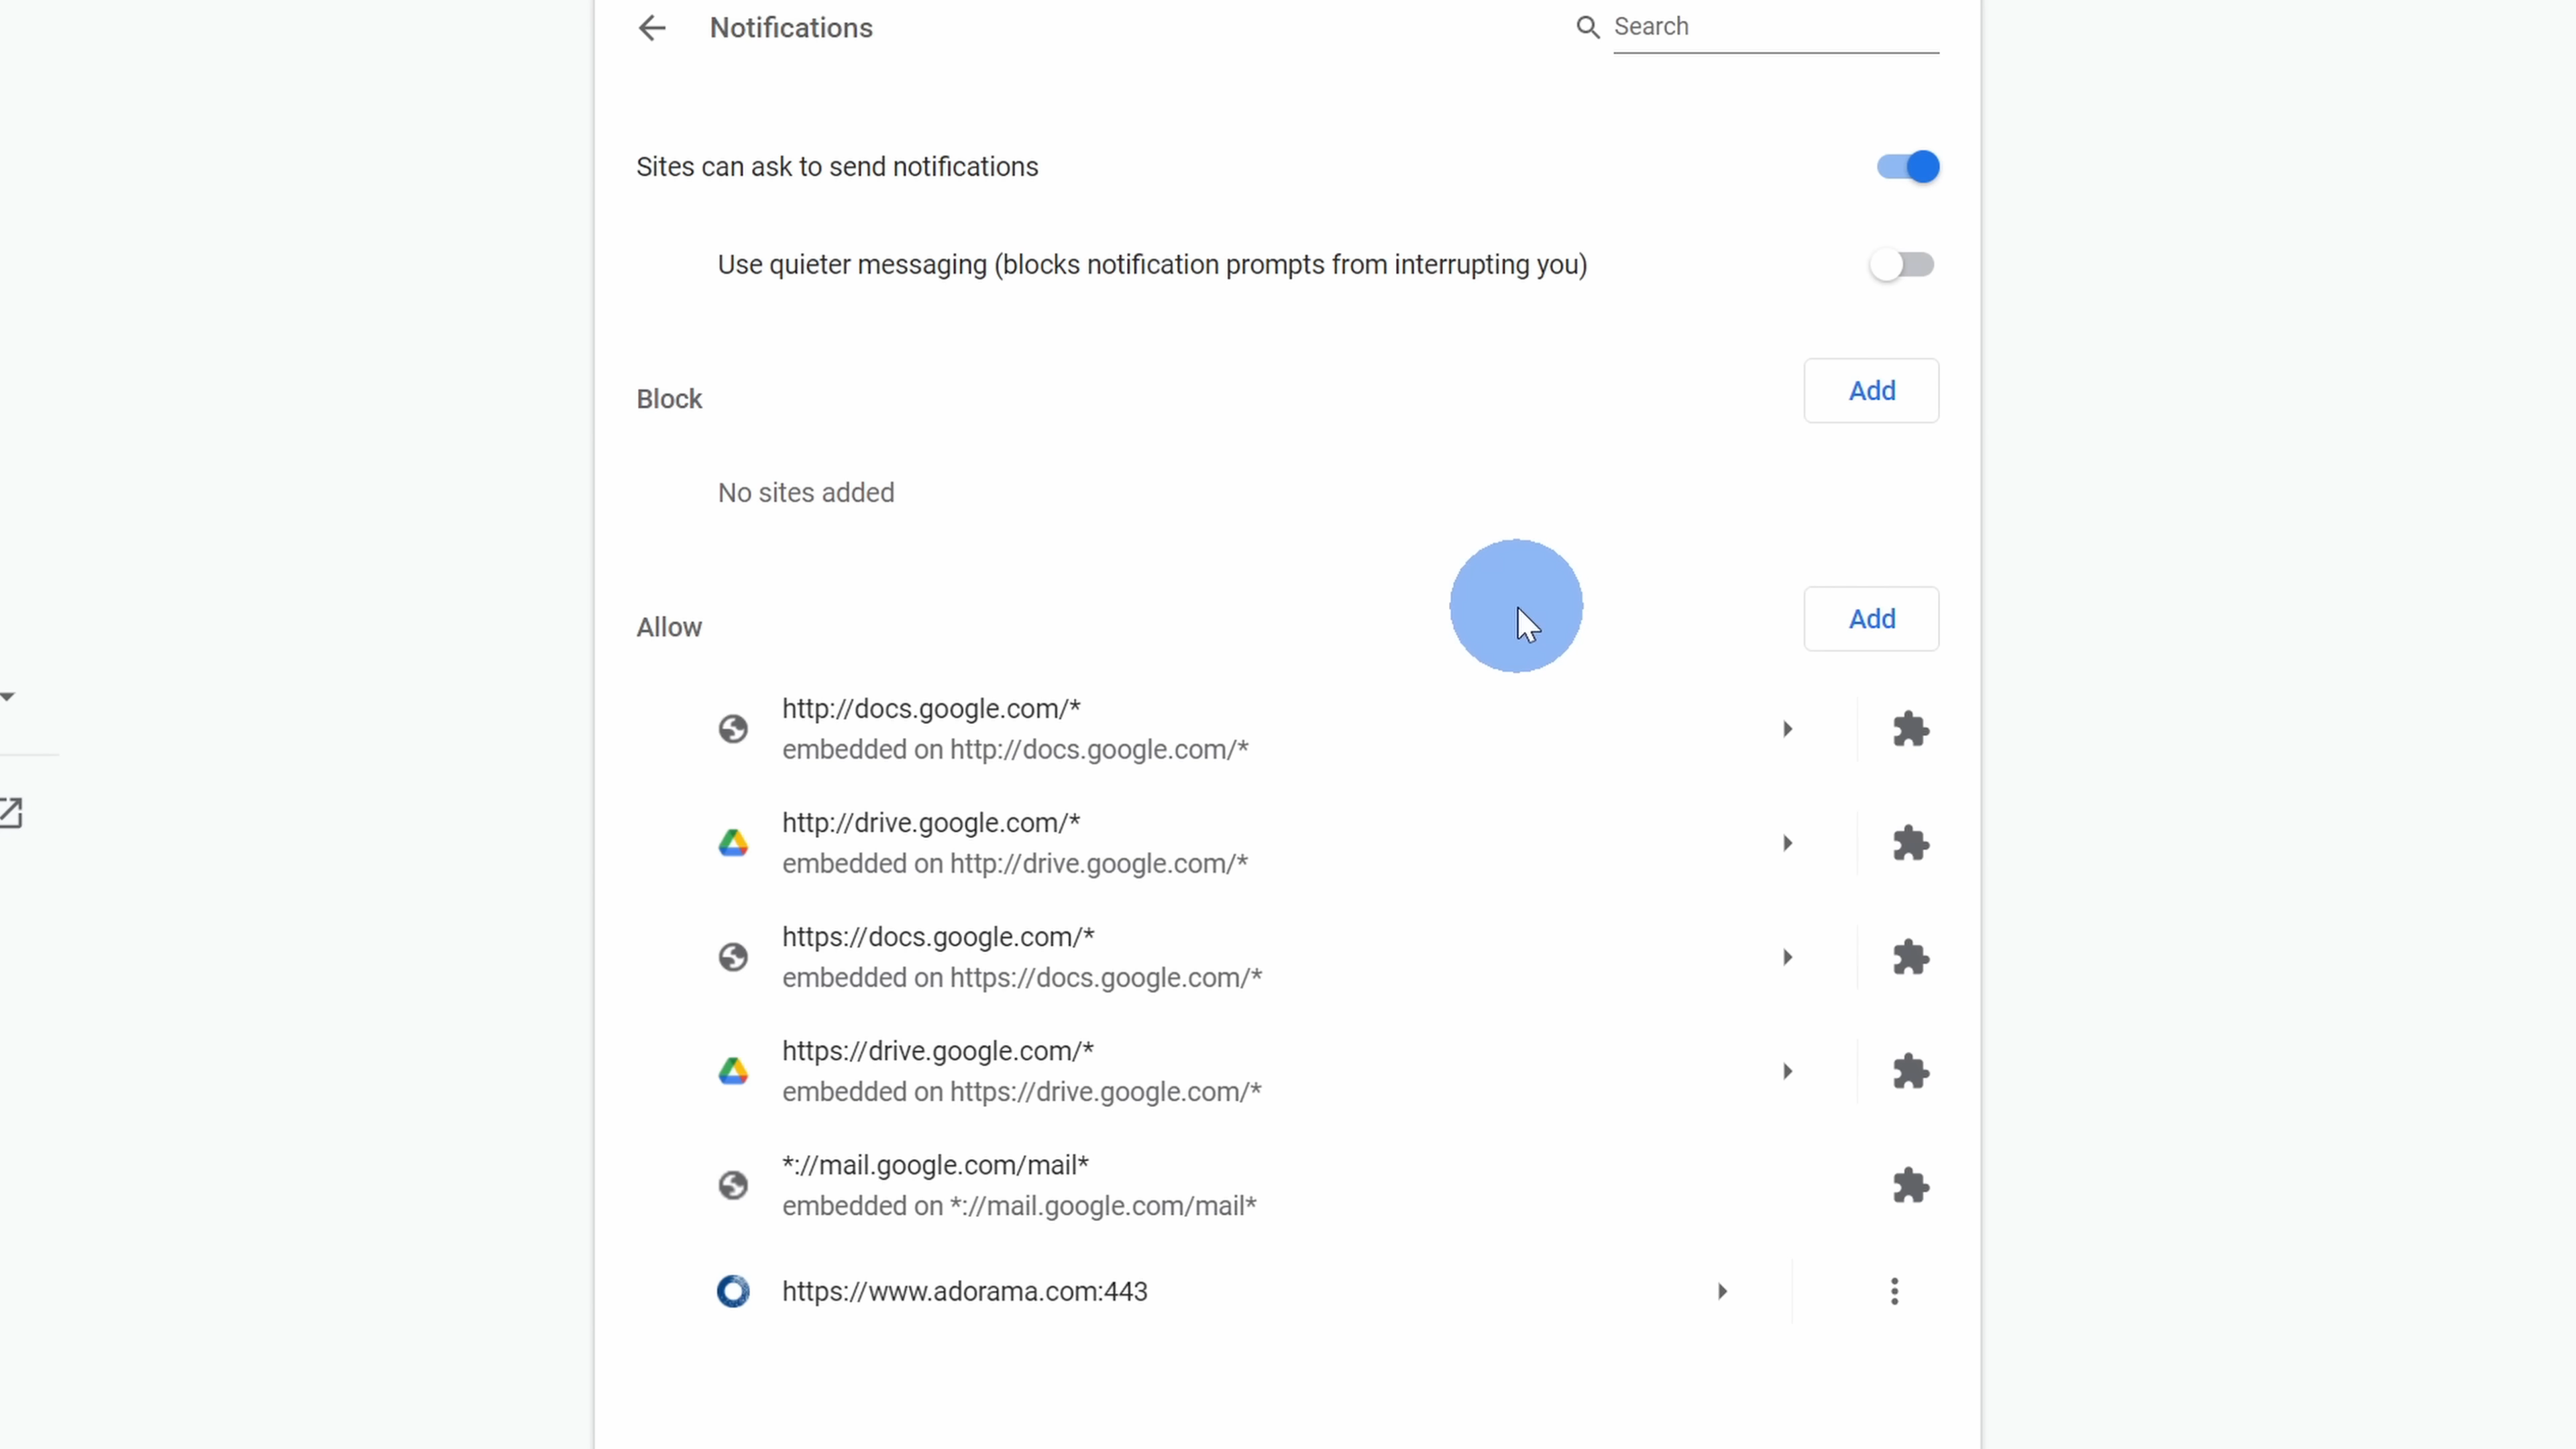 Notifications
Search
Sites can ask to send notifications
Use quieter messaging (blocks notification prompts from interrupting you)
Block
Add
No sites added
Allow
Add
http://docs.google.com/*
embedded on http://docs.google.com/*
http://drive.google.com/*
embedded on http://drive.google.com/*
https://docs.google.com/*
embedded on https://docs.google.com/*
https://drive.google.com/*
embedded on https://drive.google.com/*
*://mail.google.com/mail*
embedded on *://mail.google.com/mail*
https://www.adorama.com:443